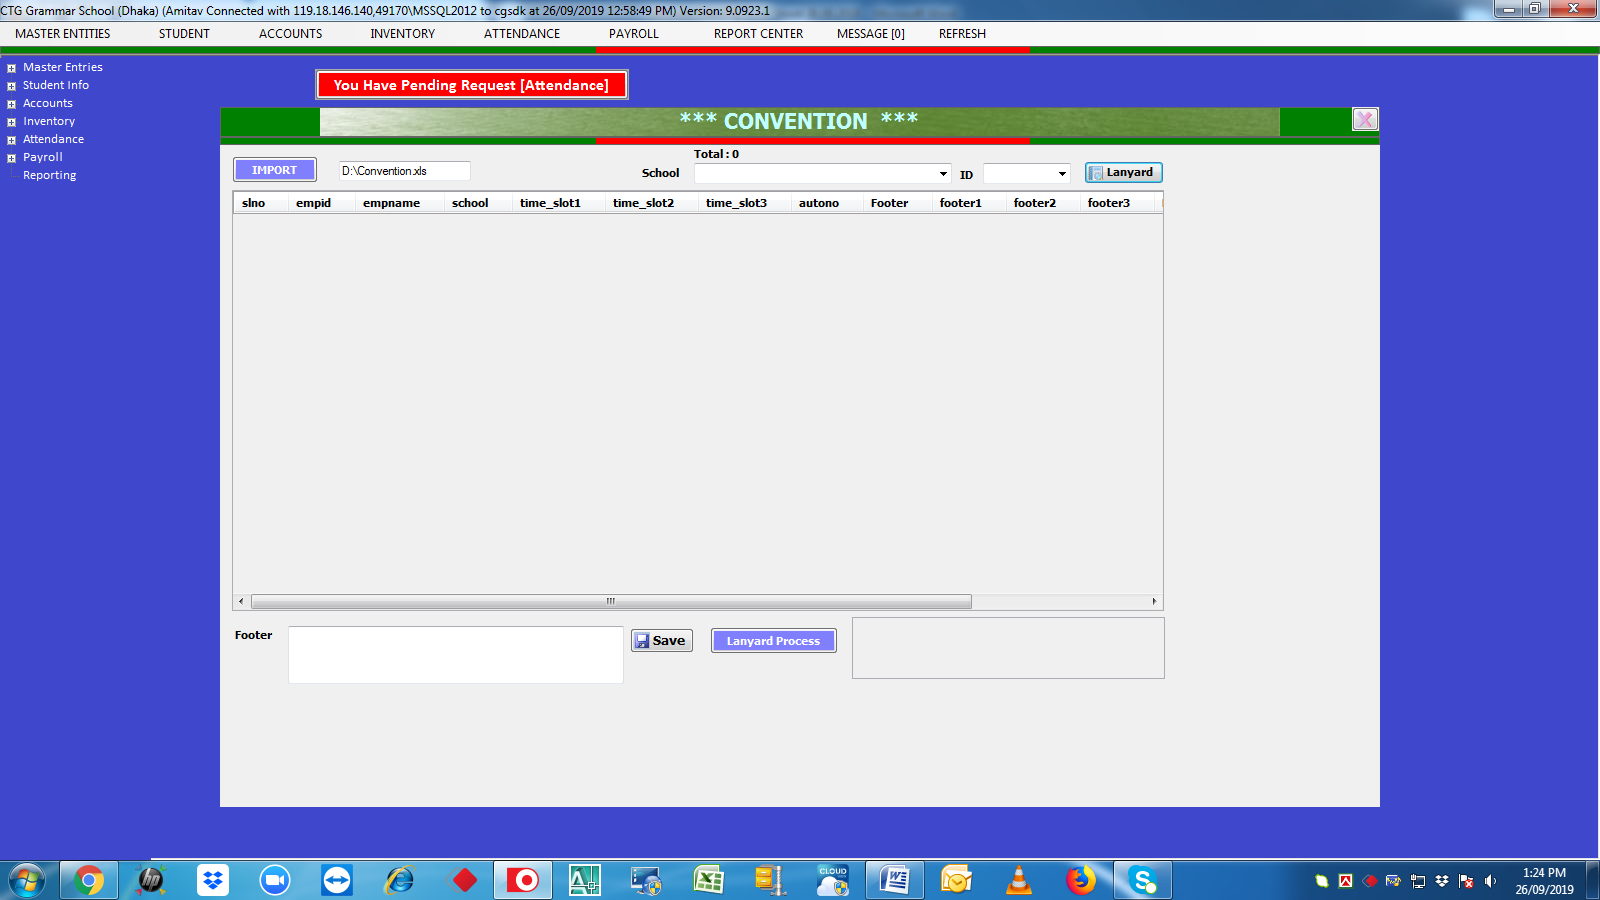 CTG Grammar School (Dhaka) (Amitav Connected with 119.18.146.140,49170\MSSQL2012 to cgsdk at 26/09/2019 12:58:49 PM) Version: 9.0923.1
MASTER ENTITIES STUDENT ACCOUNTS INVENTORY ATTENDANCE PAYROLL REPORT CENTER MESSAGE [0] REFRESH
Master Entries
Student Info
Accounts
Inventory
Attendance
Payroll
Reporting
You Have Pending Request [Attendance]
*** CONVENTION ***
Total : 0
IMPORT D:\Convention.xls School ID Lanyard
slno empid empname school time_slot1 time_slot2 time_slot3 autono Footer footer1 footer2 footer3
Footer Save Lanyard Process
CLOUD
1:24 PM
26/09/2019